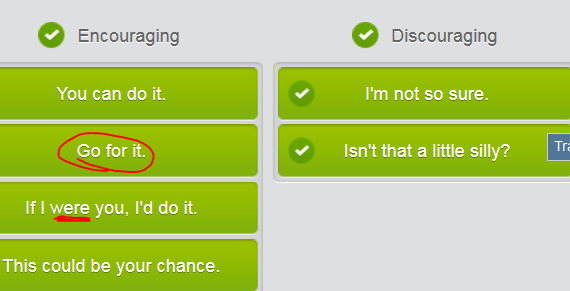 Encouraging
You can do it.
Go for it.
If I were you, I'd do it.
This could be your chance.
Discouraging
I'm not so sure.
Isn't that a little silly?